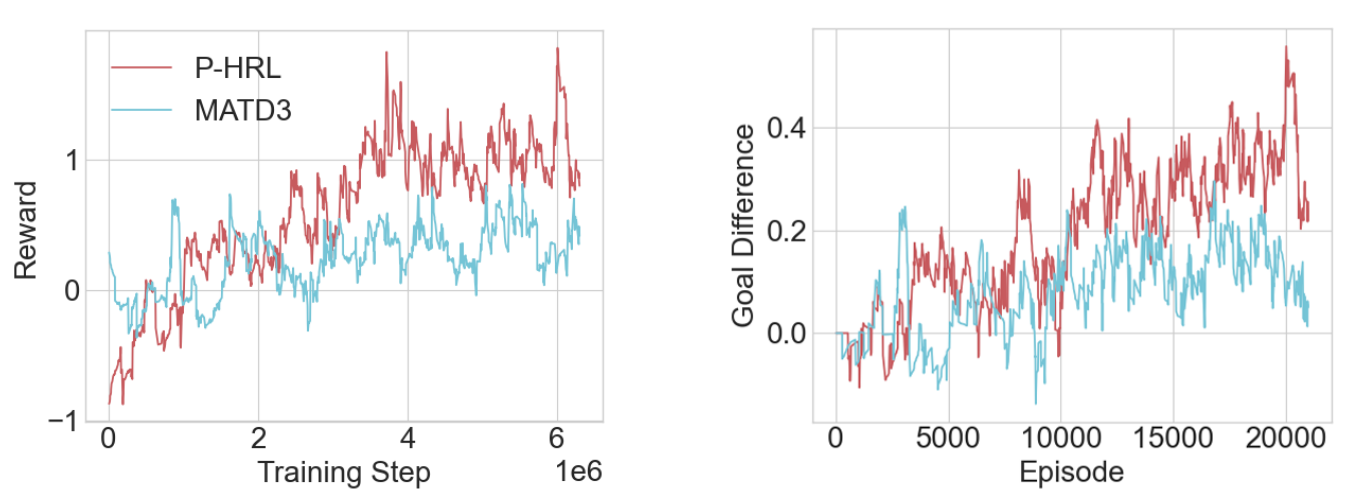 P-HRL
MATD3
Reward
1
0
−1
0 2 4 6
Training Step
1e6
Goal Difference
0.4
0.2
0.0
0 5000 10000 15000 20000
Episode